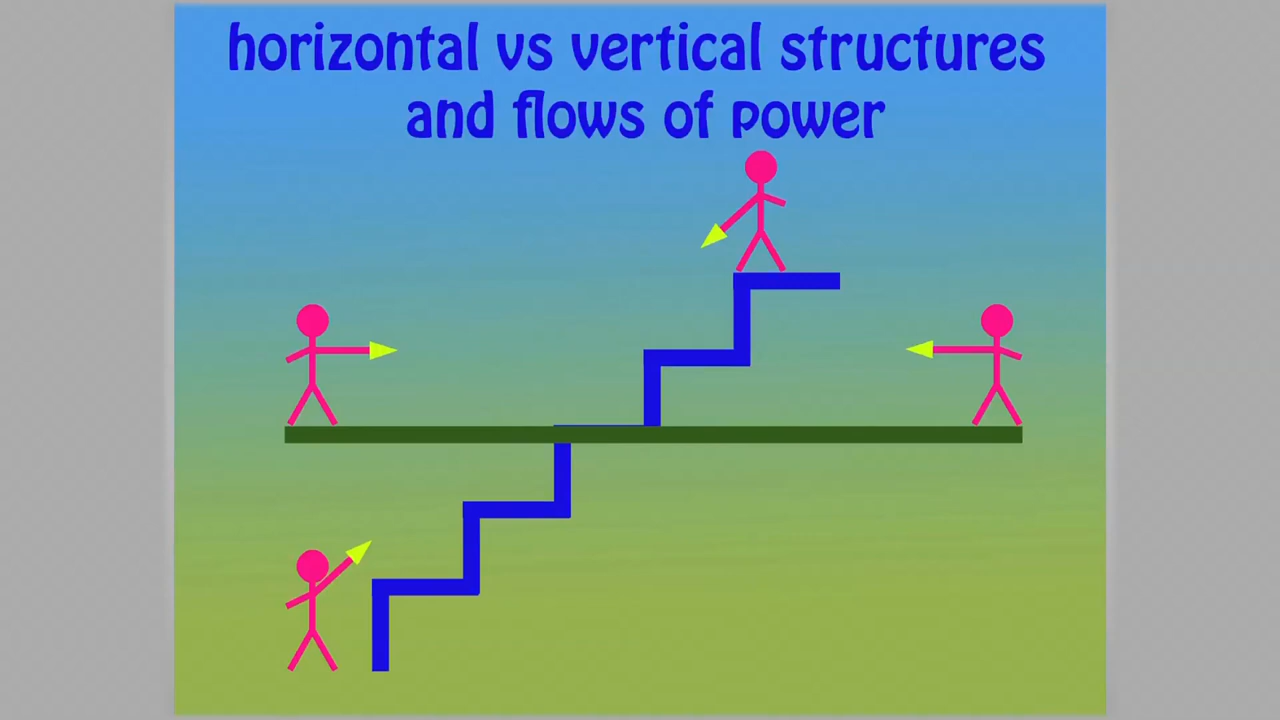 horizontal vs vertical structures
and flows of power